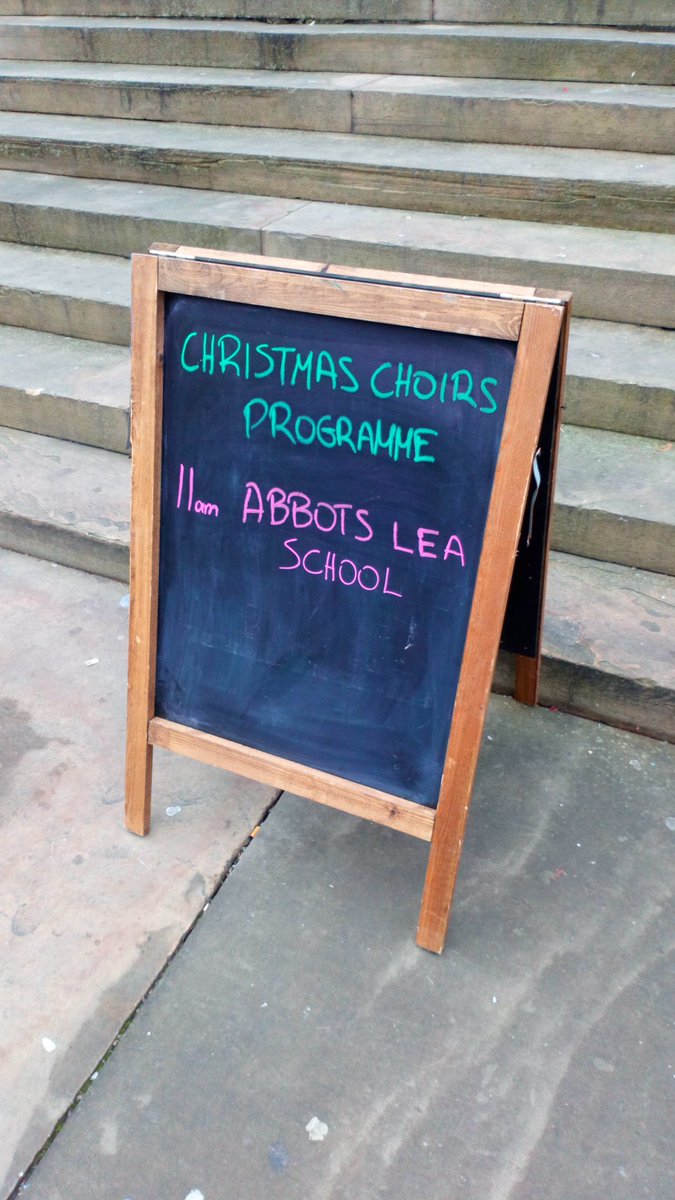 CHRISTMAS CHOIRS
PROGRAMME
11am ABBOTS LEA
SCHOOL